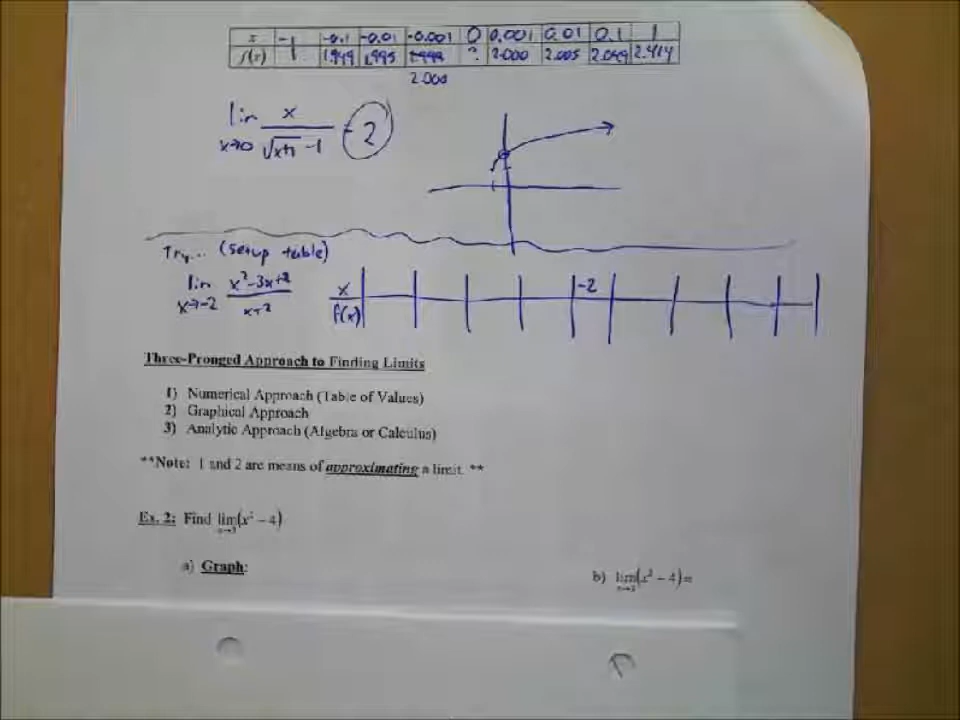 x -1 -0.1 -0.01 -0.001 0 0.001 0.01 0.1 1
f(x) 1.949 1.995 1.999 ? 2.000 2.005 2.049 2.414
2.000
lim x→0 x/(√(x+1) - 1) = 2
Try... (setup table)
lim x→-2 (x²-3x+2)/(x+2)
x -2
f(x)
Three-Pronged Approach to Finding Limits
1) Numerical Approach (Table of Values)
2) Graphical Approach
3) Analytic Approach (Algebra or Calculus)
**Note: 1 and 2 are means of approximating a limit. **
Ex. 2: Find lim(x² - 4)
a) Graph:
b) lim(x² - 4) =